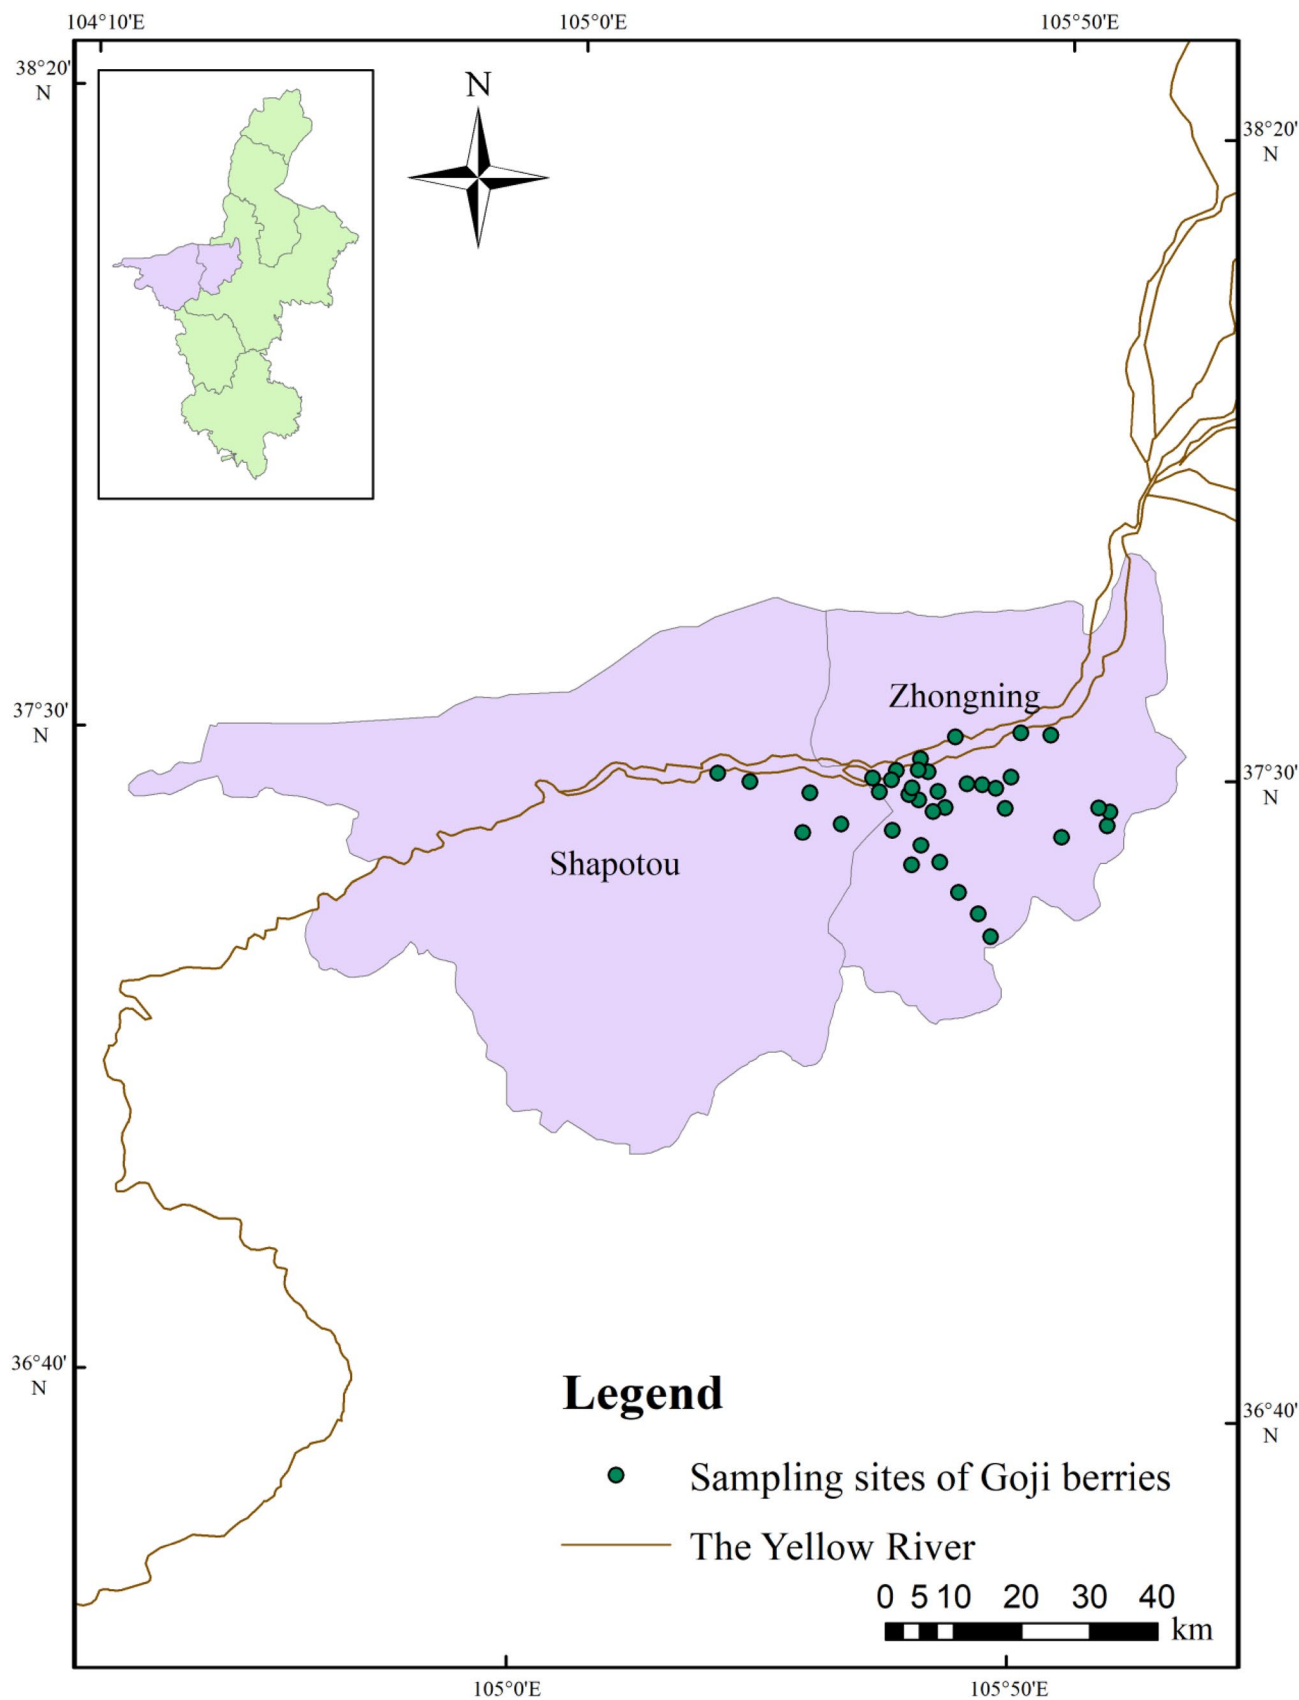 104°10'E 105°0'E 105°50'E
38°20'
N
N
38°20'
N
Zhongning
37°30'
N
37°30'
N
Shapotou
36°40'
N
Legend
36°40'
N
Sampling sites of Goji berries
The Yellow River
0 5 10 20 30 40
km
105°0'E 105°50'E